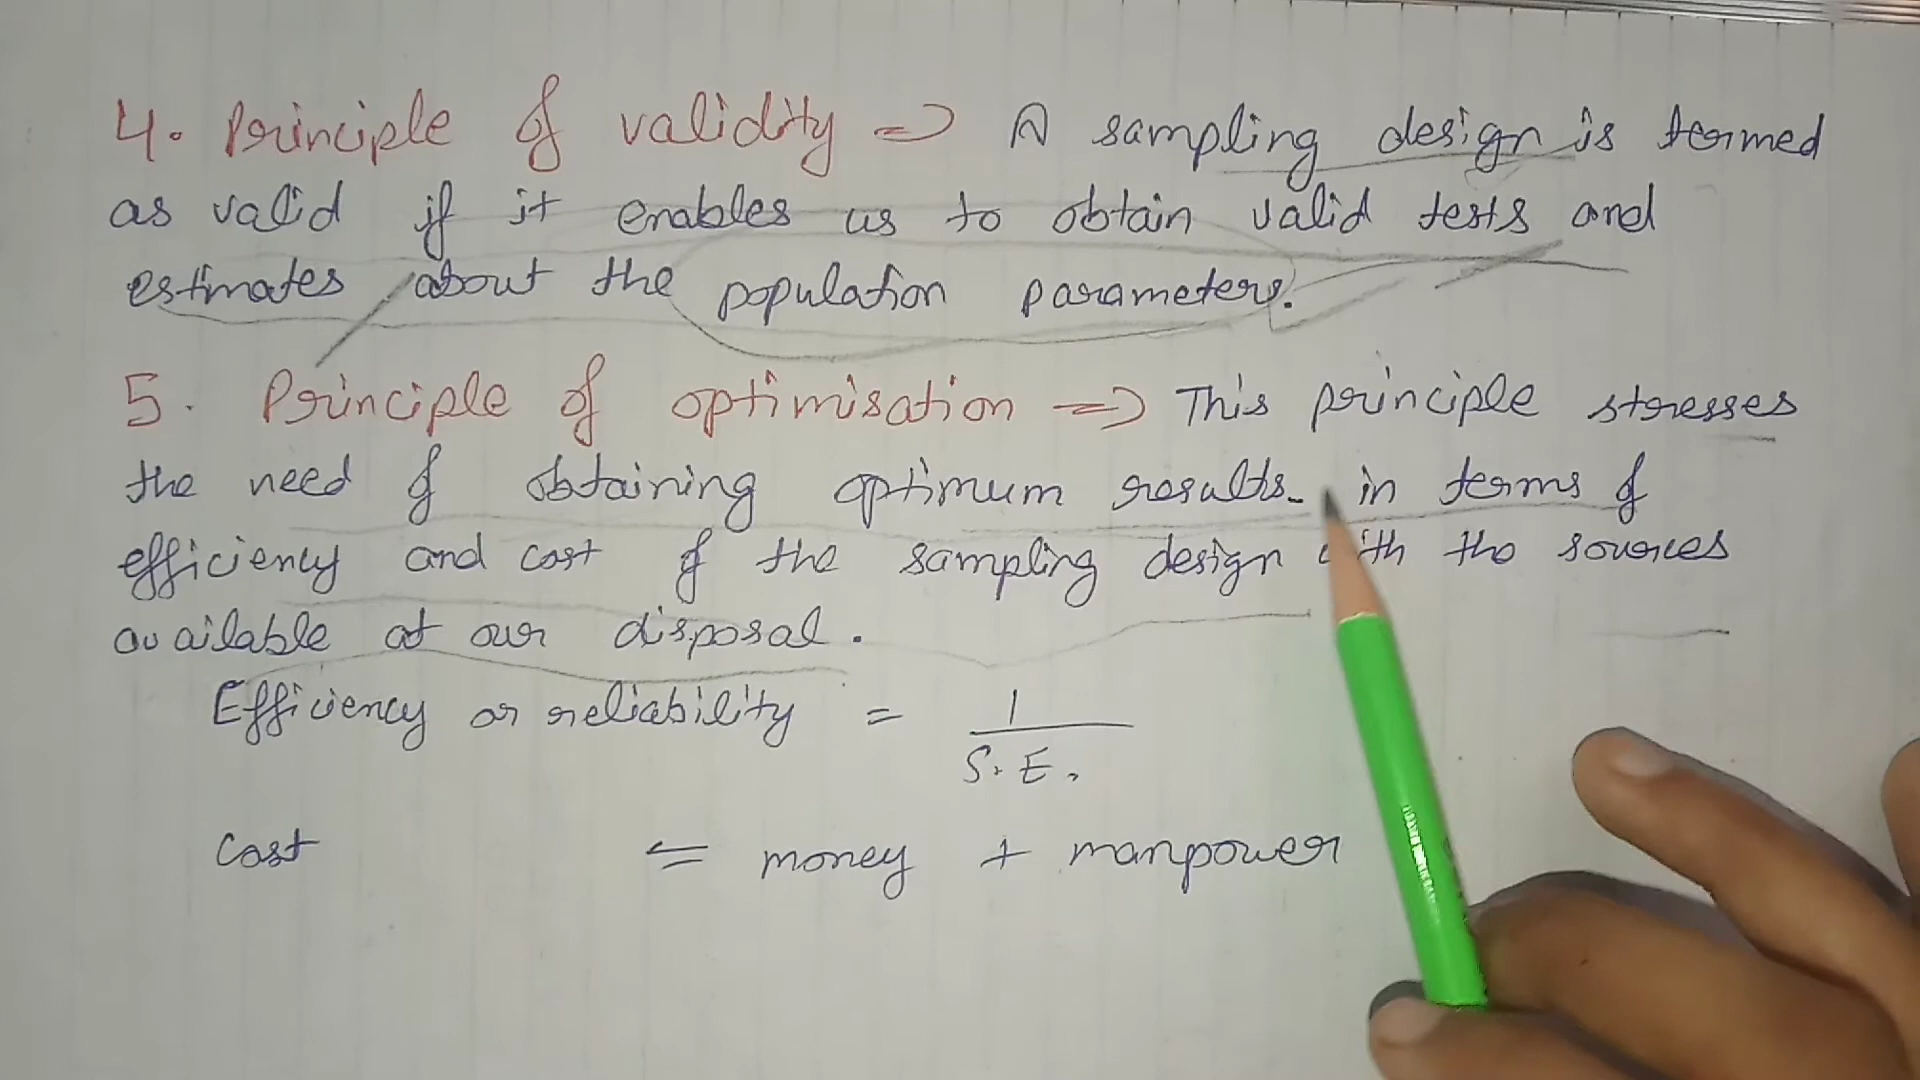 4. Principle of validity => A sampling design is termed
as valid if it enables us to obtain valid tests and
estimates about the population parameters.
5. Principle of optimisation => This principle stresses
the need of obtaining optimum results in terms of
efficiency and cost of the sampling design with the sources
available at our disposal.
Efficiency or reliability = 1
S.E.
Cost = money + manpower